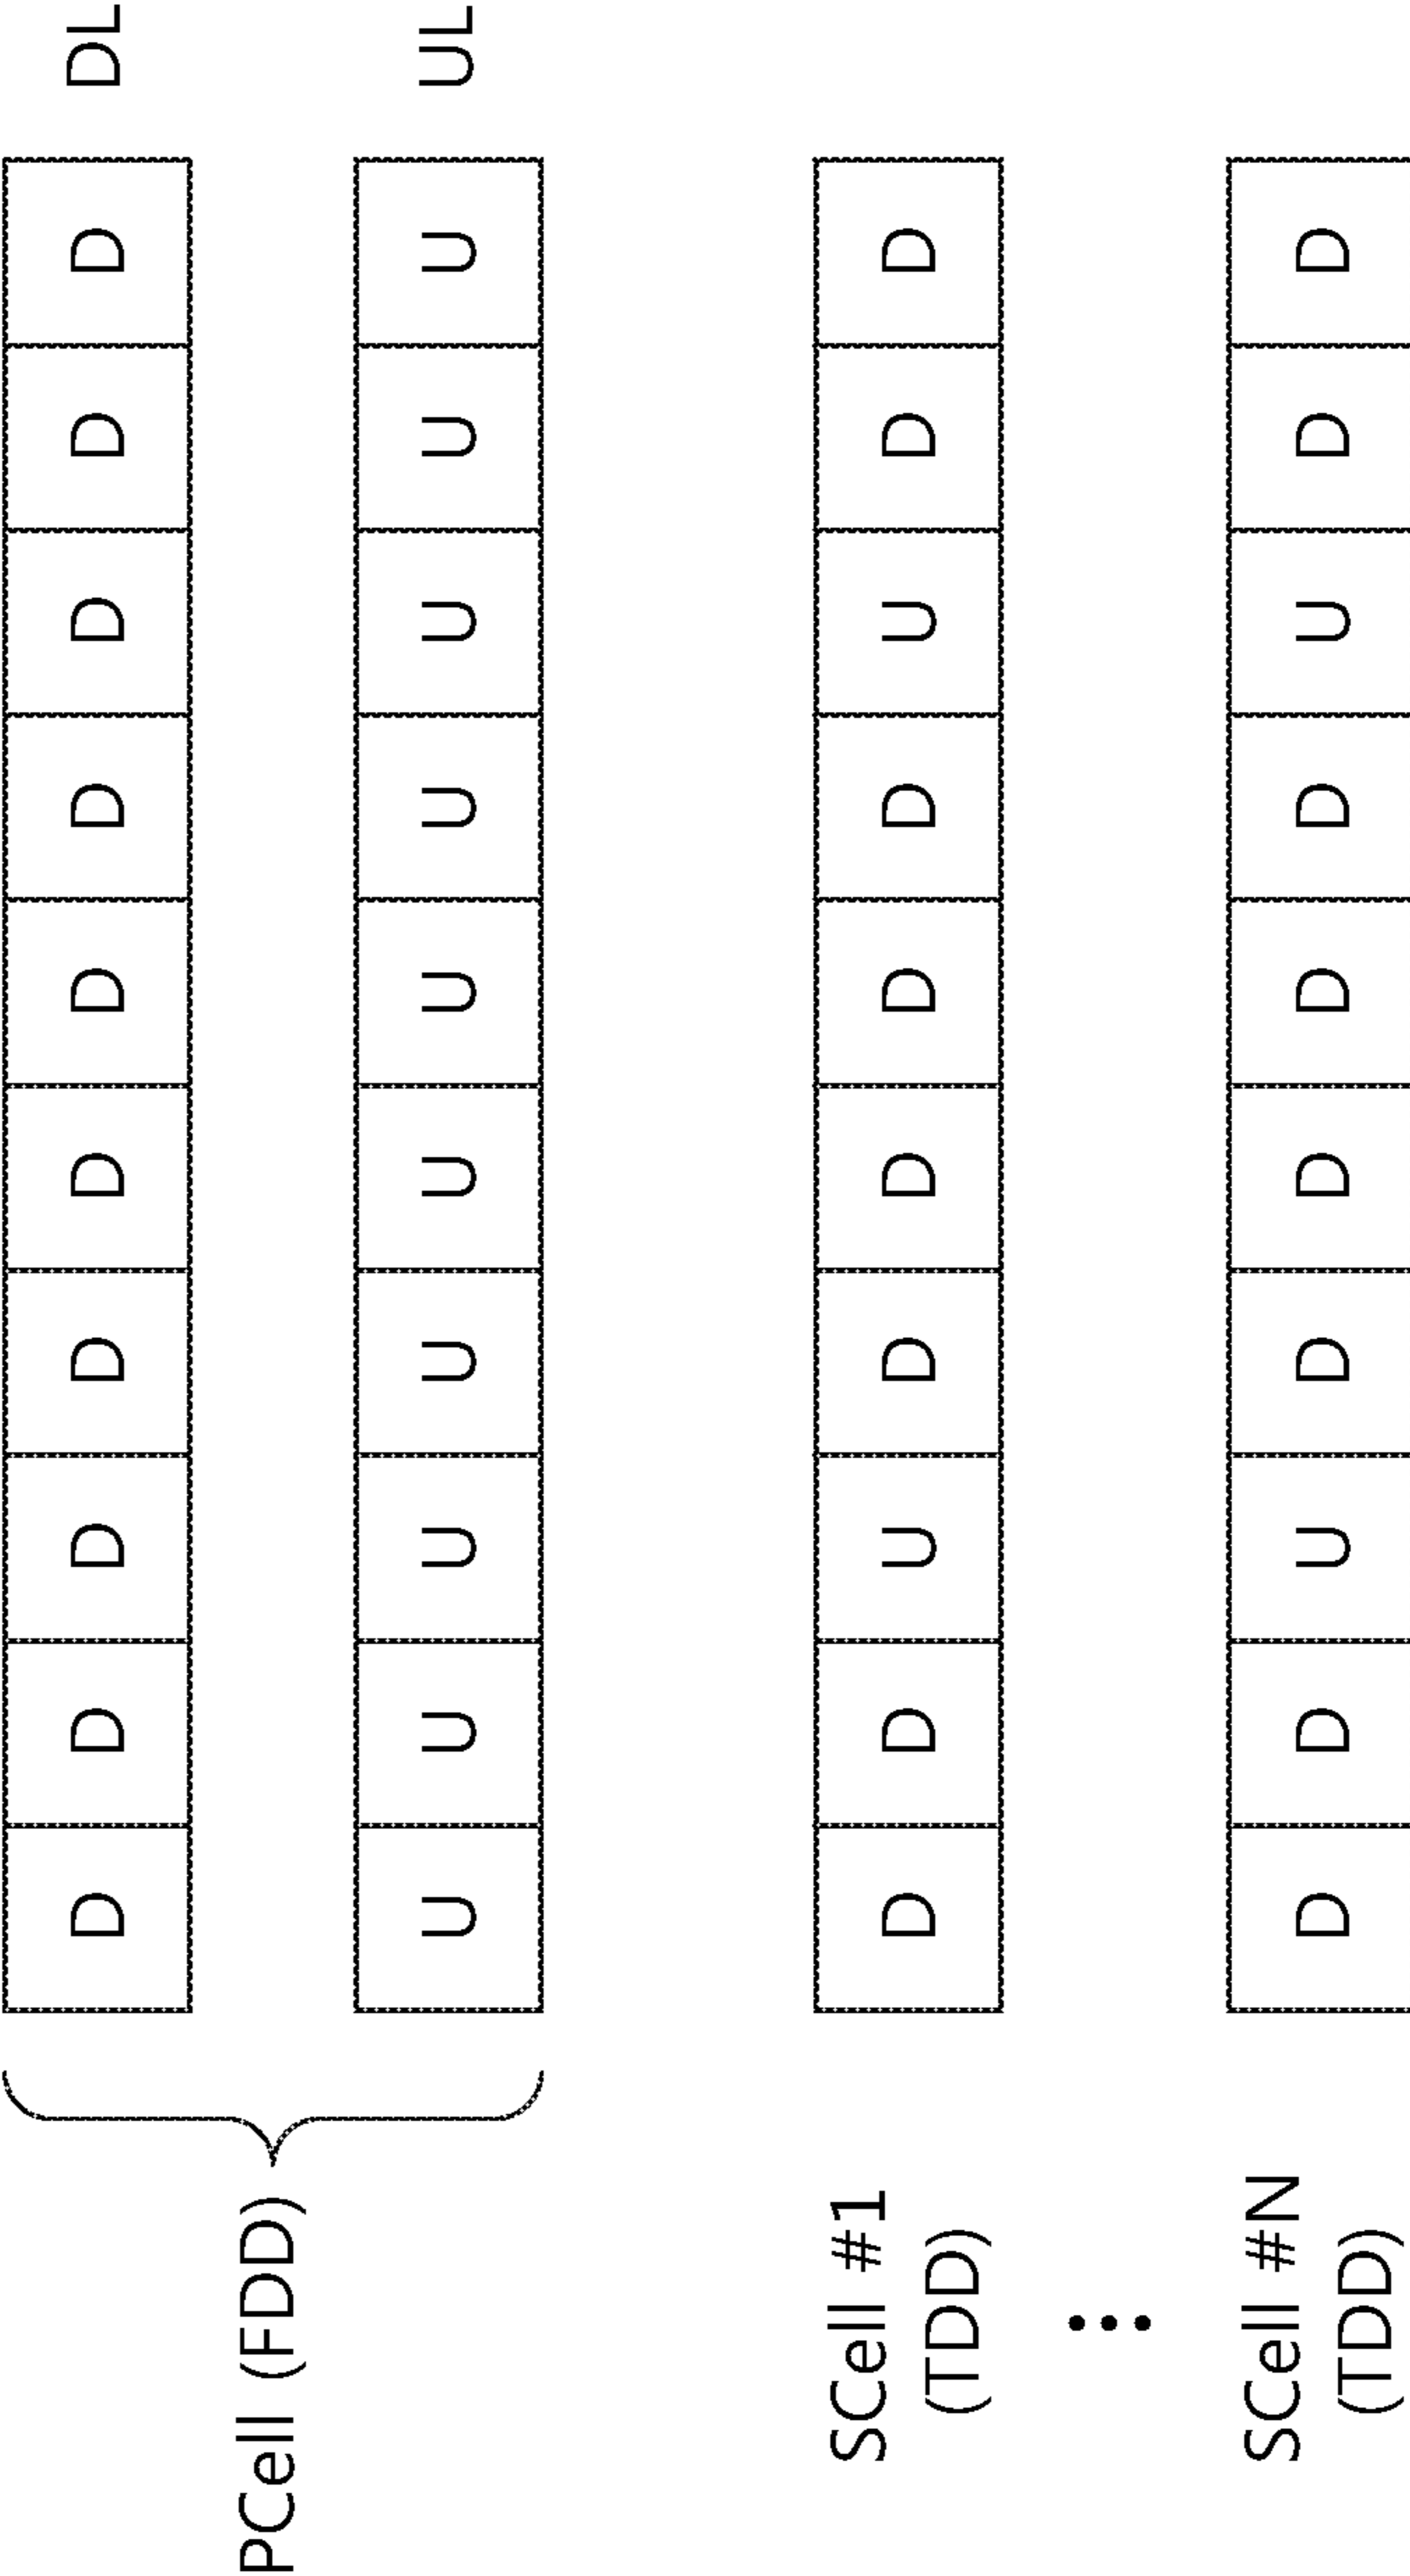 D D D D D D D D D D DL
PCell (FDD)
U U U U U U U U U U UL
SCell #1
(TDD)
D D U D D D D U D D
SCell #N
(TDD)
D D U D D D D U D D